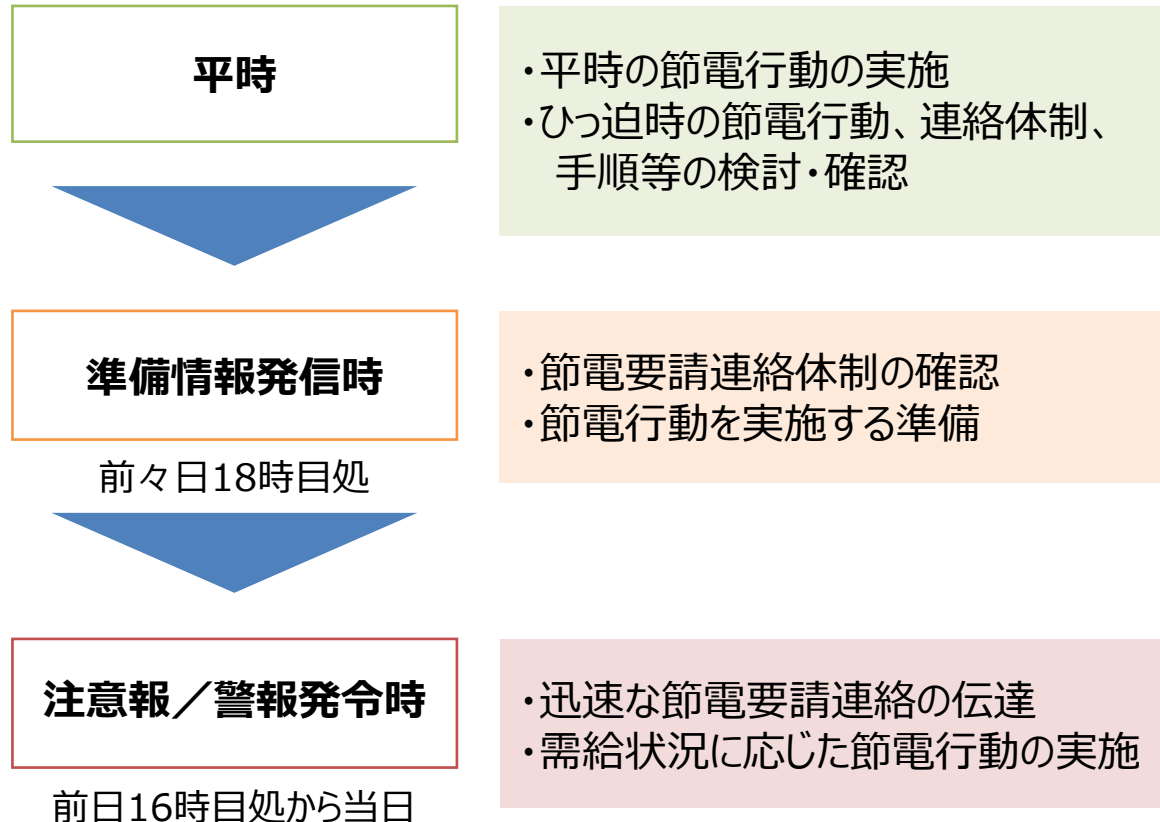 平時
・平時の節電行動の実施
・ひっ迫時の節電行動、連絡体制、
手順等の検討・確認
準備情報発信時
前々日18時目処
・節電要請連絡体制の確認
・節電行動を実施する準備
注意報／警報発令時
前日16時目処から当日
・迅速な節電要請連絡の伝達
・需給状況に応じた節電行動の実施